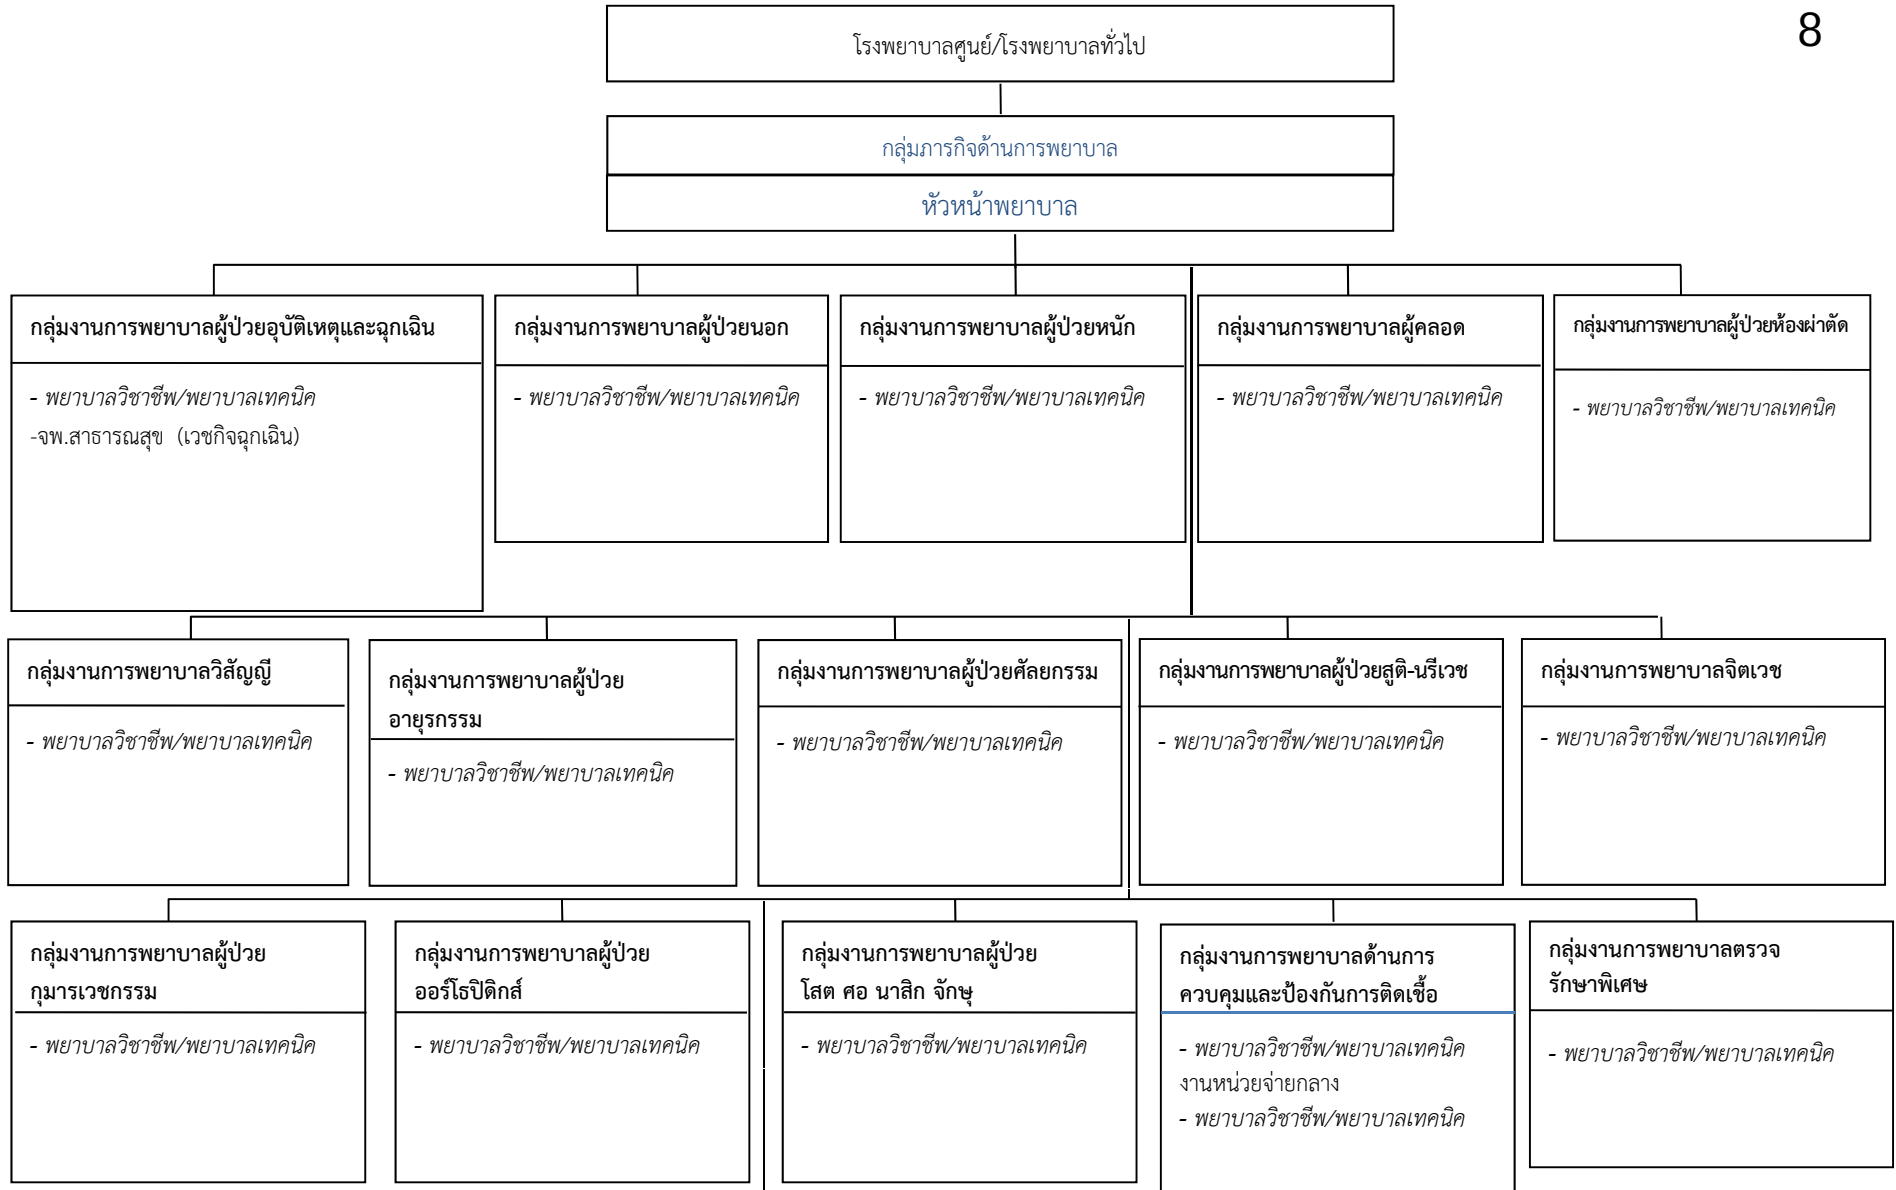 8
โรงพยาบาลศูนย์/โรงพยาบาลทั่วไป
กลุ่มภารกิจด้านการพยาบาล
หัวหน้าพยาบาล
กลุ่มงานการพยาบาลผู้ป่วยอุบัติเหตุและฉุกเฉิน
- พยาบาลวิชาชีพ/พยาบาลเทคนิค
-จพ.สาธารณสุข (เวชกิจฉุกเฉิน)
กลุ่มงานการพยาบาลผู้ป่วยนอก
- พยาบาลวิชาชีพ/พยาบาลเทคนิค
กลุ่มงานการพยาบาลผู้ป่วยหนัก
- พยาบาลวิชาชีพ/พยาบาลเทคนิค
กลุ่มงานการพยาบาลผู้คลอด
- พยาบาลวิชาชีพ/พยาบาลเทคนิค
กลุ่มงานการพยาบาลผู้ป่วยห้องผ่าตัด
- พยาบาลวิชาชีพ/พยาบาลเทคนิค
กลุ่มงานการพยาบาลวิสัญญี
- พยาบาลวิชาชีพ/พยาบาลเทคนิค
กลุ่มงานการพยาบาลผู้ป่วย
อายุรกรรม
- พยาบาลวิชาชีพ/พยาบาลเทคนิค
กลุ่มงานการพยาบาลผู้ป่วยศัลยกรรม
- พยาบาลวิชาชีพ/พยาบาลเทคนิค
กลุ่มงานการพยาบาลผู้ป่วยสูติ-นรีเวช
- พยาบาลวิชาชีพ/พยาบาลเทคนิค
กลุ่มงานการพยาบาลจิตเวช
- พยาบาลวิชาชีพ/พยาบาลเทคนิค
กลุ่มงานการพยาบาลผู้ป่วย
กุมารเวชกรรม
- พยาบาลวิชาชีพ/พยาบาลเทคนิค
กลุ่มงานการพยาบาลผู้ป่วย
ออร์โธปิดิกส์
- พยาบาลวิชาชีพ/พยาบาลเทคนิค
กลุ่มงานการพยาบาลผู้ป่วย
โสต ศอ นาสิก จักษุ
- พยาบาลวิชาชีพ/พยาบาลเทคนิค
กลุ่มงานการพยาบาลด้านการ
ควบคุมและป้องกันการติดเชื้อ
- พยาบาลวิชาชีพ/พยาบาลเทคนิค
งานหน่วยจ่ายกลาง
- พยาบาลวิชาชีพ/พยาบาลเทคนิค
กลุ่มงานการพยาบาลตรวจ
รักษาพิเศษ
- พยาบาลวิชาชีพ/พยาบาลเทคนิค